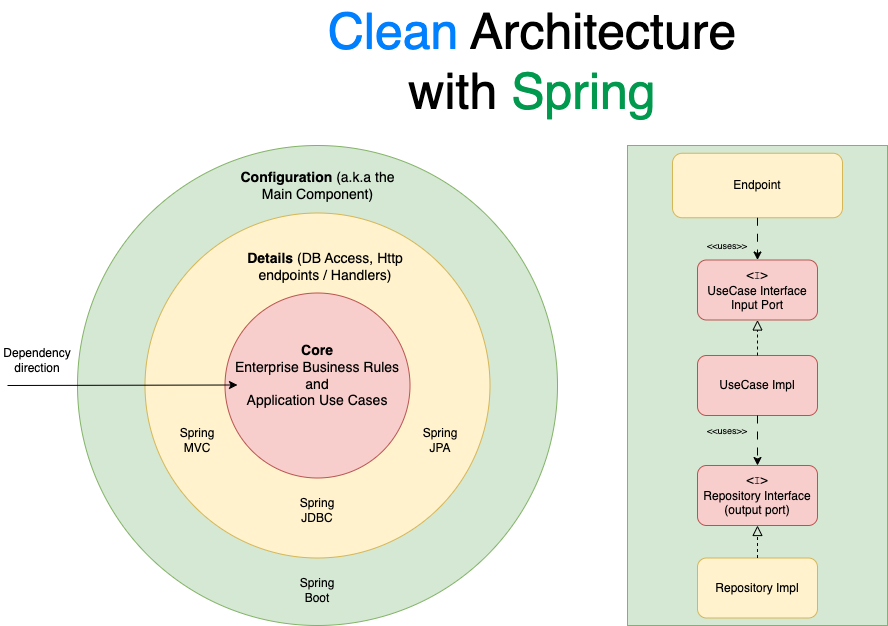 Clean Architecture
with Spring
Configuration (a.k.a the
Main Component)
Details (DB Access, Http
endpoints / Handlers)
Core
Enterprise Business Rules
and
Application Use Cases
Dependency
direction
Spring
MVC
Spring
JPA
Spring
JDBC
Spring
Boot
Endpoint
<<uses>>
<I>
UseCase Interface
Input Port
UseCase Impl
<<uses>>
<I>
Repository Interface
(output port)
Repository Impl